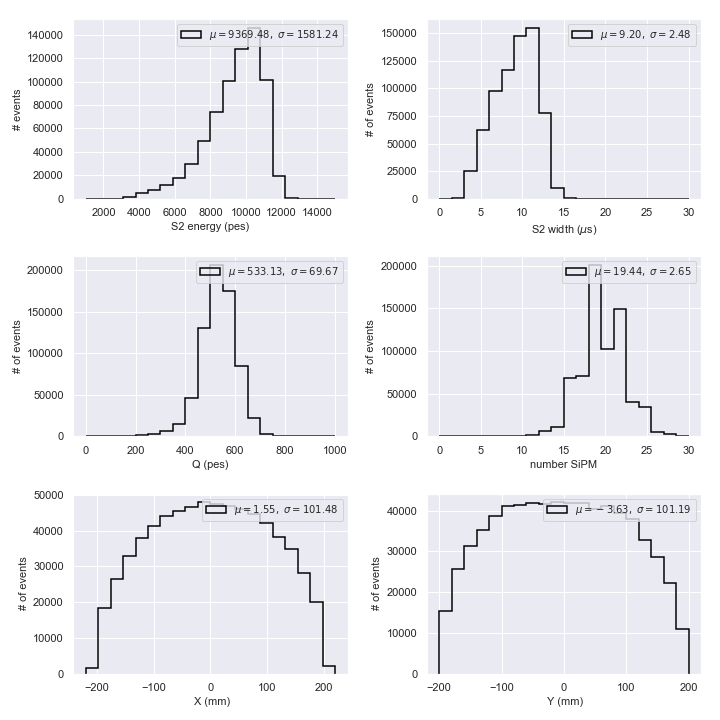 μ = 9369.48, σ = 1581.24
140000
120000
100000
80000
60000
40000
20000
0
# events
2000 4000 6000 8000 10000 12000 14000
S2 energy (pes)
μ = 9.20, σ = 2.48
150000
125000
100000
75000
50000
25000
0
# of events
0 5 10 15 20 25 30
S2 width (μs)
μ = 533.13, σ = 69.67
200000
150000
100000
50000
0
# of events
0 200 400 600 800 1000
Q (pes)
μ = 19.44, σ = 2.65
200000
150000
100000
50000
0
# of events
0 5 10 15 20 25 30
number SiPM
μ = 1.55, σ = 101.48
50000
40000
30000
20000
10000
0
# of events
−200 −100 0 100 200
X (mm)
μ = − 3.63, σ = 101.19
40000
30000
20000
10000
0
# of events
−200 −100 0 100 200
Y (mm)